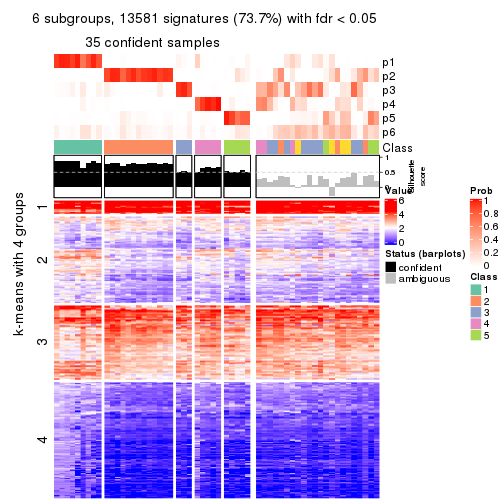 6 subgroups, 13581 signatures (73.7%) with fdr < 0.05
35 confident samples
p1
p2
p3
p4
p5
p6
Class
1
0.5
0
Silhouette
score
k-means with 4 groups
1
2
3
4
Value
6
4
2
0
Status (barplots)
confident
ambiguous
Prob
1
0.8
0.6
0.4
0.2
0
Class
1
2
3
4
5